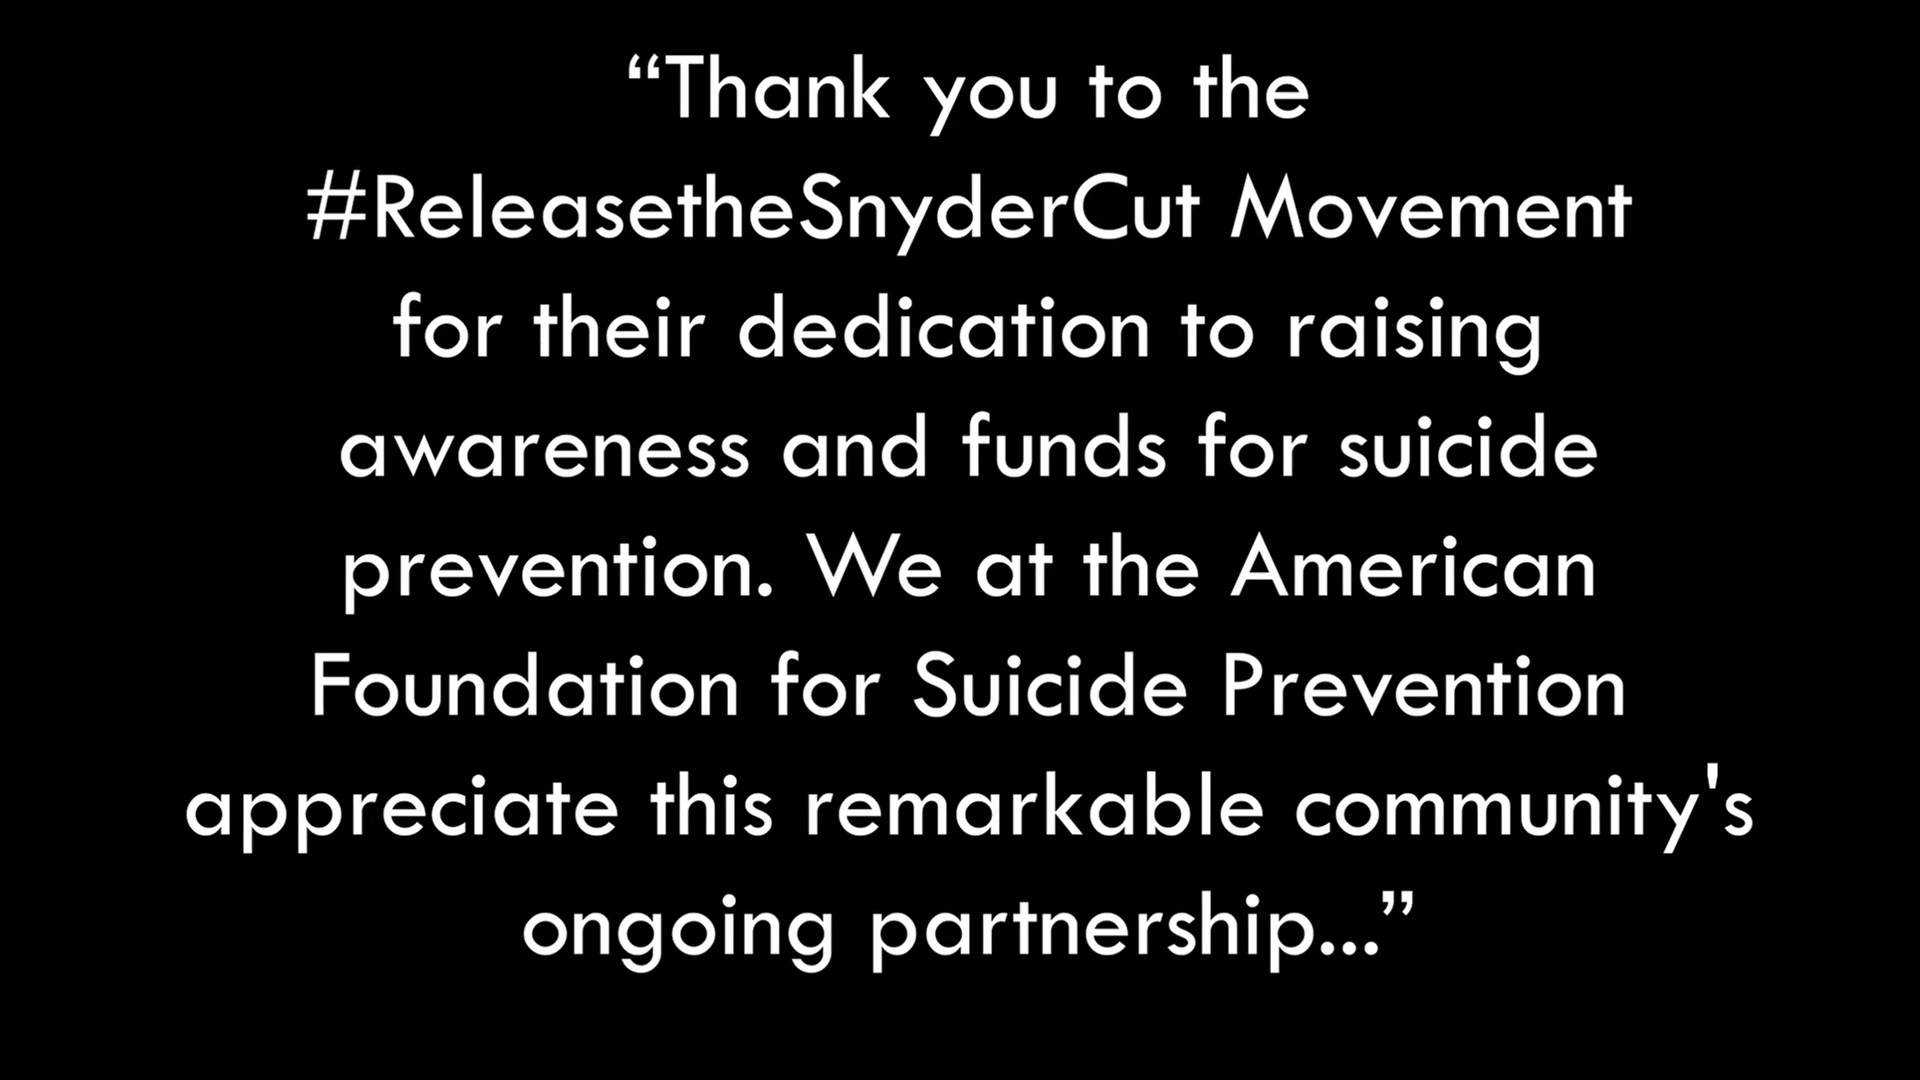 “Thank you to the
#ReleasetheSnyderCut Movement
for their dedication to raising
awareness and funds for suicide
prevention. We at the American
Foundation for Suicide Prevention
appreciate this remarkable community's
ongoing partnership...”